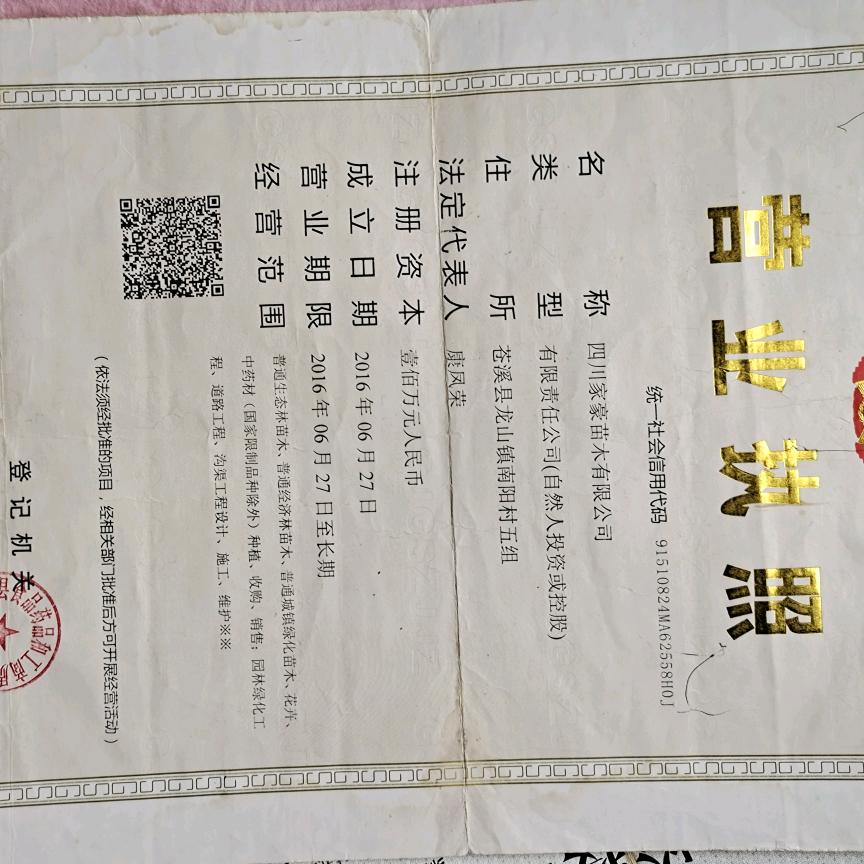 营业执照
统一社会信用代码 91510824MA62558H0J
名称 四川家豪苗木有限公司
类型 有限责任公司(自然人投资或控股)
住所 苍溪县龙山镇南阳村五组
法定代表人 康凤荣
注册资本 壹佰万元人民币
成立日期 2016年06月27日
营业期限 2016年06月27日至长期
经营范围 普通生态林苗木、普通经济林苗木、普通城镇绿化苗木、花卉、
中药材（国家限制品种除外）种植、收购、销售；园林绿化工
程、道路工程、沟渠工程设计、施工、维护※※
（依法须经批准的项目，经相关部门批准后方可开展经营活动）
登记机关